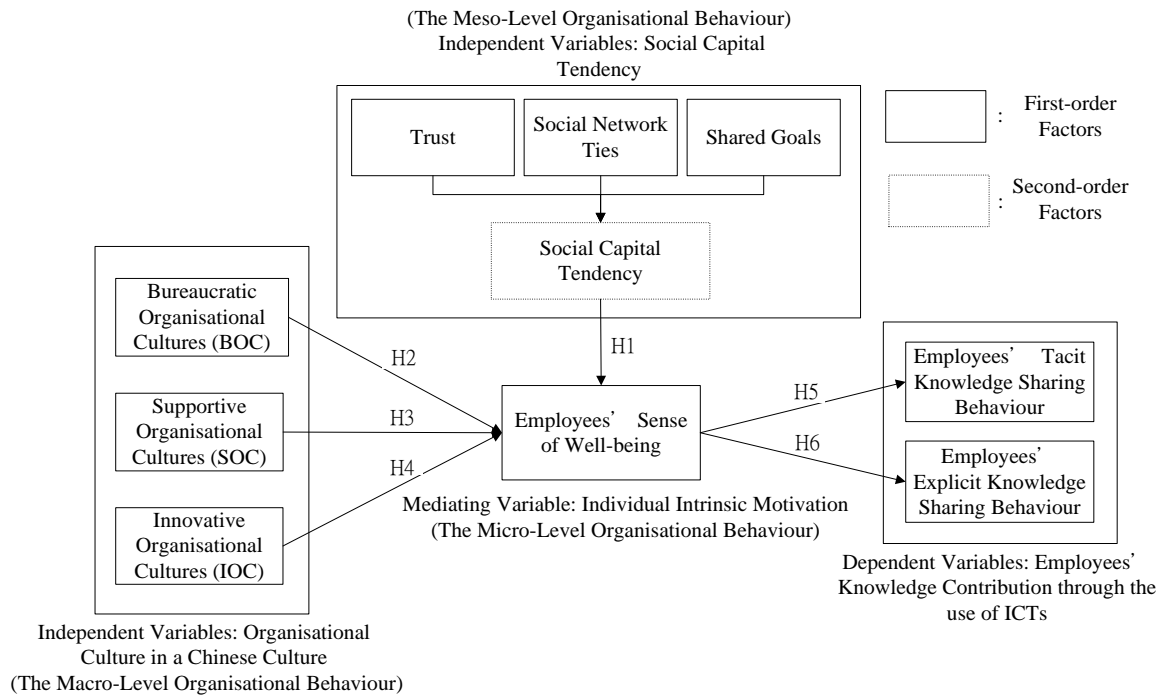 (The Meso-Level Organisational Behaviour)
Independent Variables: Social Capital
Tendency
Trust
Social Network
Ties
Shared Goals
: First-order
Factors
: Second-order
Factors
Social Capital
Tendency
Bureaucratic
Organisational
Cultures (BOC)
Supportive
Organisational
Cultures (SOC)
Innovative
Organisational
Cultures (IOC)
H1
H2
H3
H4
Employees’ Sense
of Well-being
H5
H6
Employees’ Tacit
Knowledge Sharing
Behaviour
Employees’
Explicit Knowledge
Sharing Behaviour
Mediating Variable: Individual Intrinsic Motivation
(The Micro-Level Organisational Behaviour)
Dependent Variables: Employees’
Knowledge Contribution through the
use of ICTs
Independent Variables: Organisational
Culture in a Chinese Culture
(The Macro-Level Organisational Behaviour)